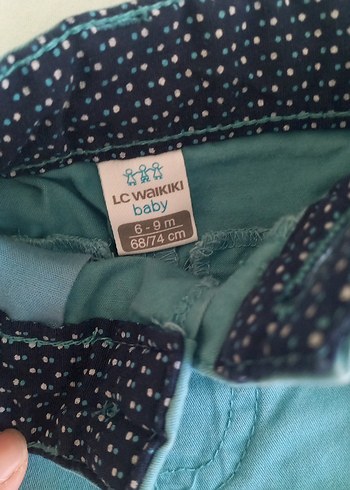 LC WAIKIKI
baby
6 - 9 m
68/74 cm